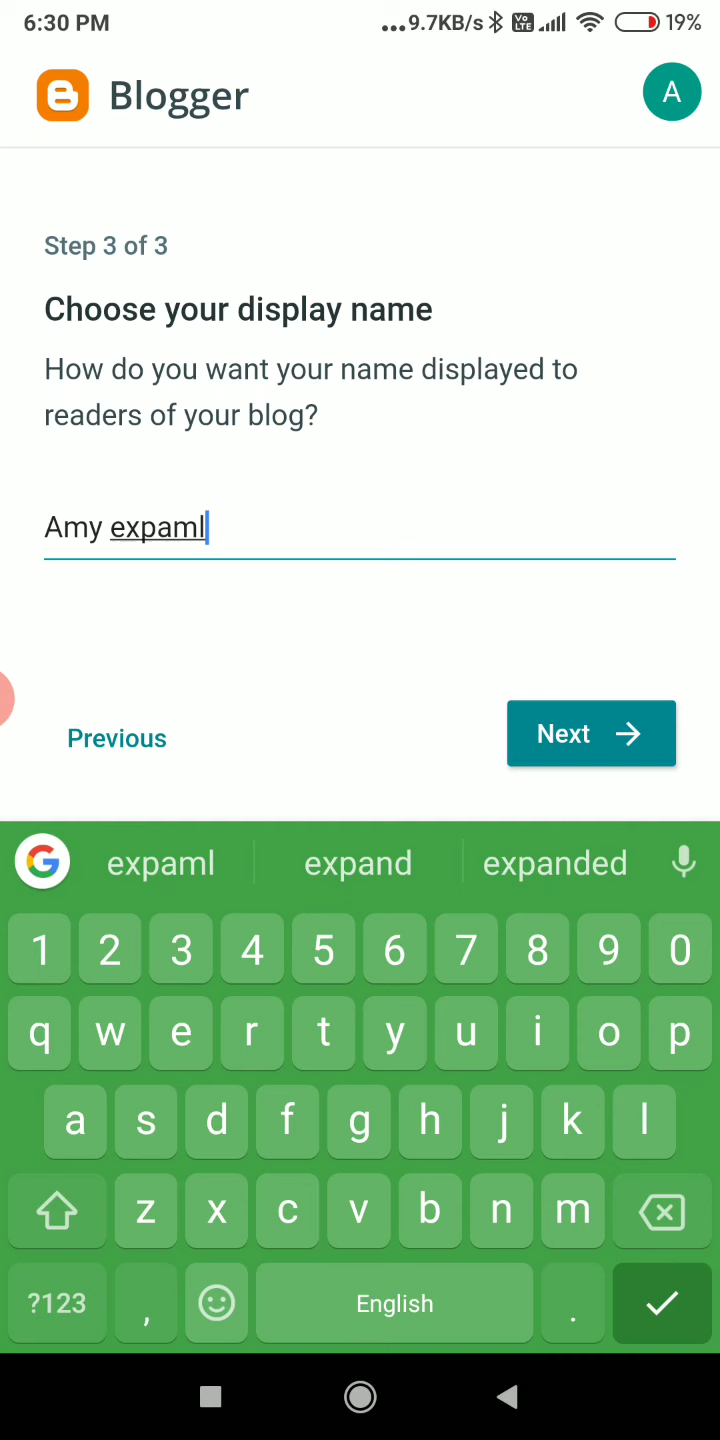 6:30 PM ...9.7KB/s Vo LTE 19%
Blogger A
Step 3 of 3
Choose your display name
How do you want your name displayed to
readers of your blog?
Amy expaml
Previous Next
G expaml expand expanded
1 2 3 4 5 6 7 8 9 0
q w e r t y u i o p
a s d f g h j k l
z x c v b n m
?123 , English .